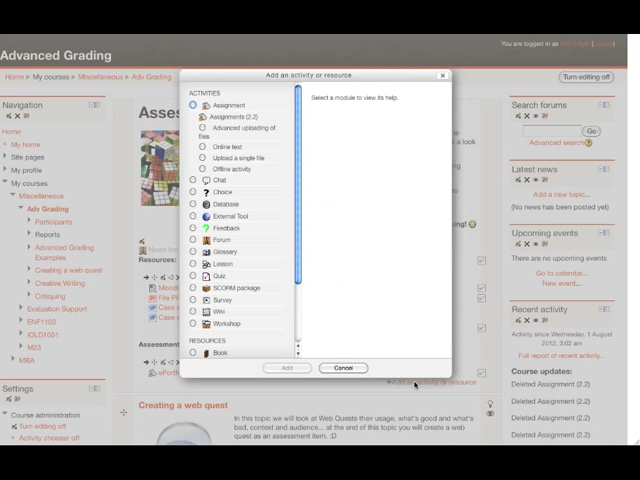 You are logged in as
Advanced Grading
Home ► My courses ► Miscellaneous ► Adv Grading
Turn editing off
Add an activity or resource
Navigation
Home
My home
Site pages
My profile
My courses
Miscellaneous
Adv Grading
Participants
Reports
Advanced Grading
Examples
Creating a web quest
Creative Writing
Critiquing
Evaluation Support
ENF1103
IOLD1001
M23
MBA
Settings
Course administration
Turn editing off
Activity chooser off
Resources:
ACTIVITIES
Assignment
Assignments (2.2)
Advanced uploading of
files
Online text
Upload a single file
Offline activity
Chat
Choice
Database
External Tool
Feedback
Forum
Glossary
Lesson
Quiz
SCORM package
Survey
Wiki
Workshop
RESOURCES
Book
Select a module to view its help.
Add
Cancel
Add an activity or resource
Creating a web quest
In this topic we will look at Web Quests their usage, what's good and what's
bad, context and audience... at the end of this topic you will create a web
quest as an assessment item. :D
Search forums
Go
Advanced search
Latest news
Add a new topic...
(No news has been posted yet)
Upcoming events
There are no upcoming events
Go to calendar...
New event...
Recent activity
Activity since Wednesday, 1 August
2012, 3:02 am
Full report of recent activity...
Course updates:
Deleted Assignment (2.2)
Deleted Assignment (2.2)
Deleted Assignment (2.2)
Deleted Assignment (2.2)